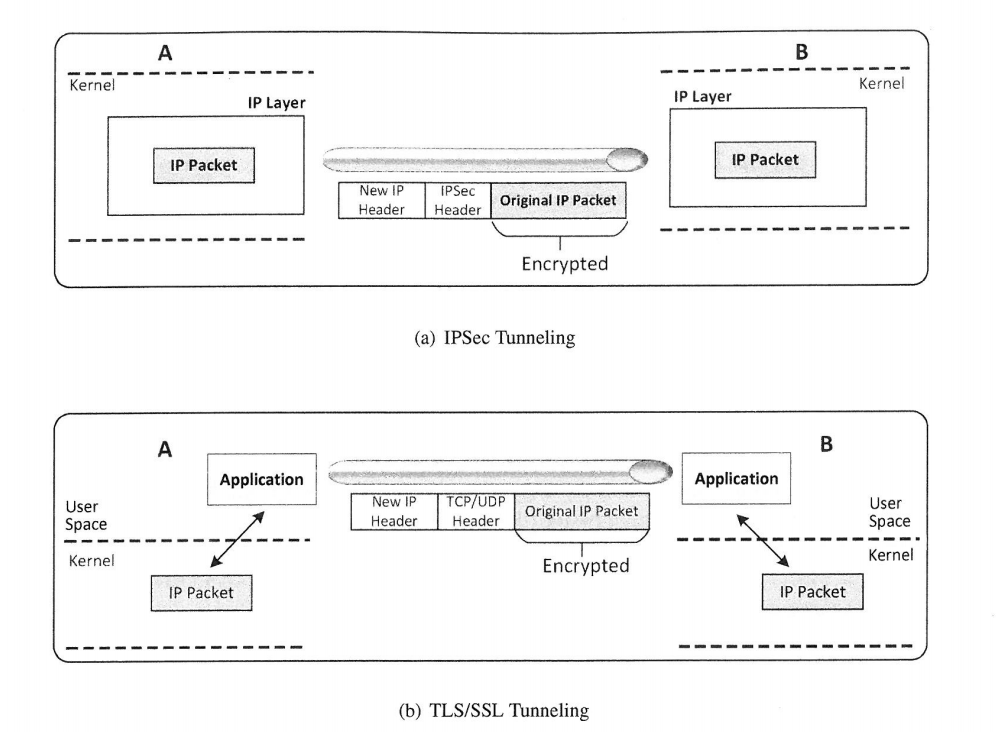 A
B
Kernel
Kernel
IP Layer
IP Layer
IP Packet
IP Packet
New IP
Header
IPSec
Header
Original IP Packet
Encrypted
(a) IPSec Tunneling
A
B
Application
Application
User
Space
User
Space
New IP
Header
TCP/UDP
Header
Original IP Packet
Kernel
Kernel
Encrypted
IP Packet
IP Packet
(b) TLS/SSL Tunneling